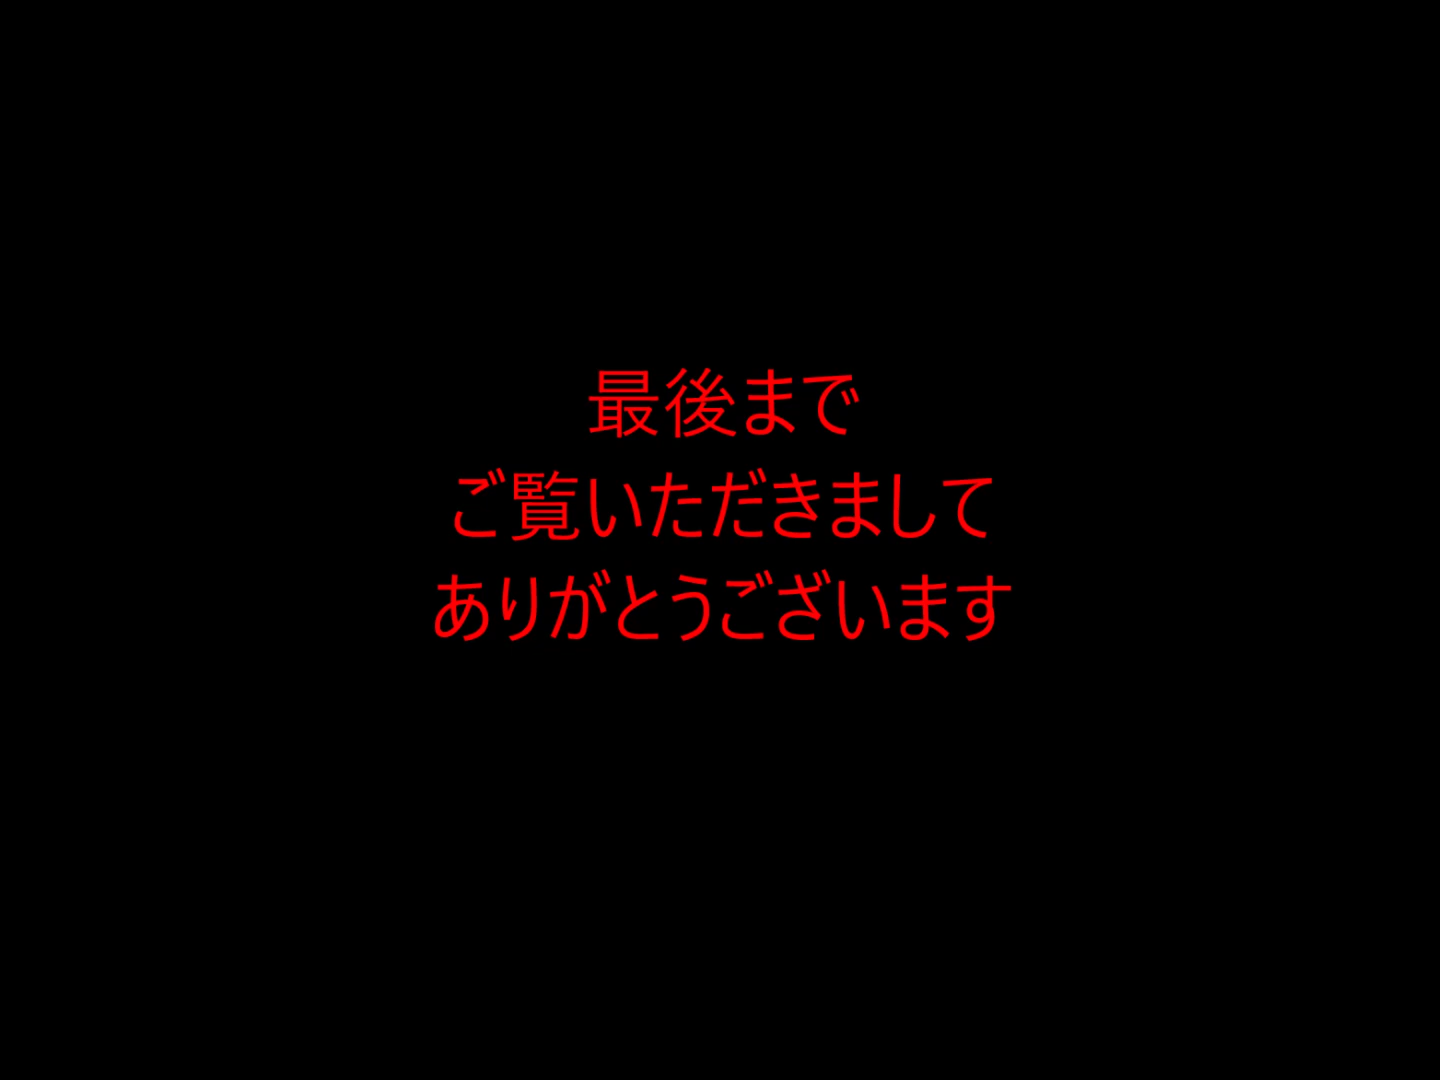 最後まで
ご覧いただきまして
ありがとうございます